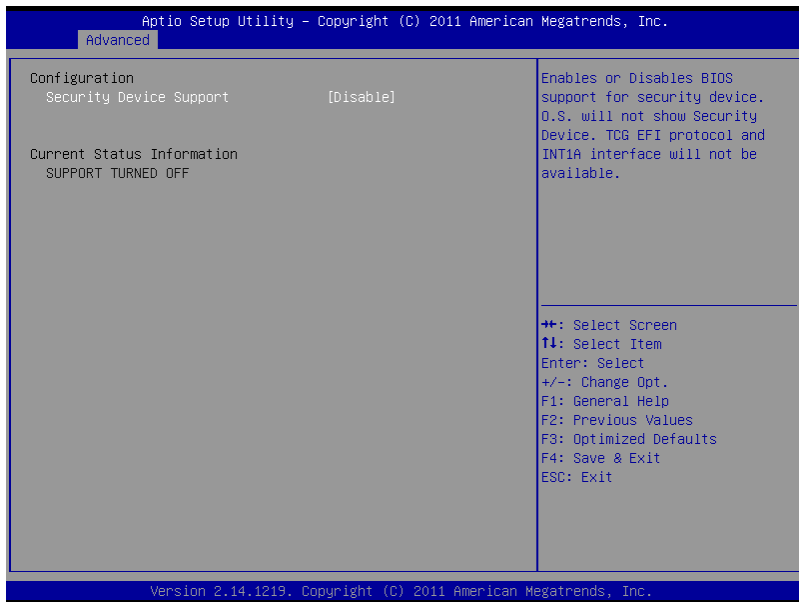 Aptio Setup Utility – Copyright (C) 2011 American Megatrends, Inc.
Advanced
Configuration
Security Device Support [Disable]
Current Status Information
SUPPORT TURNED OFF
Enables or Disables BIOS
support for security device.
O.S. will not show Security
Device. TCG EFI protocol and
INT1A interface will not be
available.
→←: Select Screen
↑↓: Select Item
Enter: Select
+/-: Change Opt.
F1: General Help
F2: Previous Values
F3: Optimized Defaults
F4: Save & Exit
ESC: Exit
Version 2.14.1219. Copyright (C) 2011 American Megatrends, Inc.